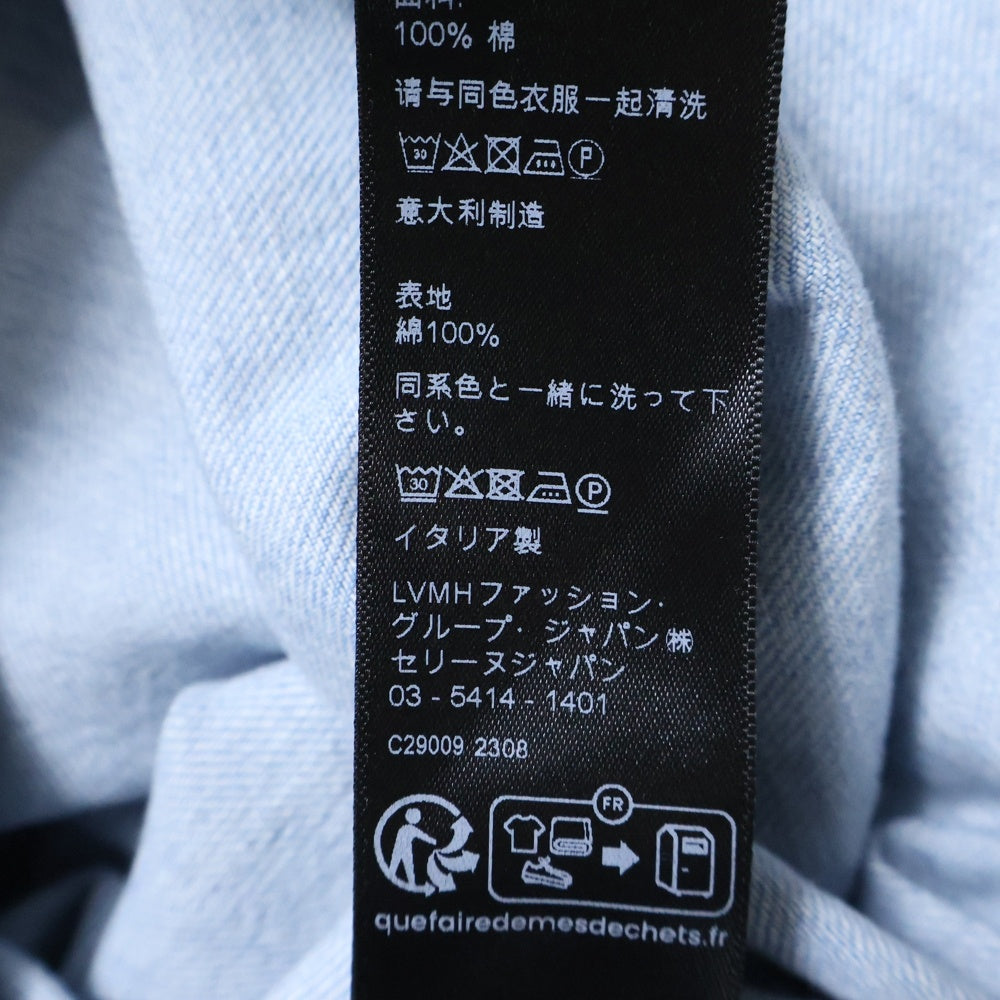 面料:
100% 棉
请与同色衣服一起清洗
30 P
意大利制造
表地
綿100%
同系色と一緒に洗って下
さい。
30 P
イタリア製
LVMHファッション・
グループ・ジャパン㈱
セリーヌジャパン
03 - 5414 - 1401
C29009 2308
FR
quefairedemesdechets.fr